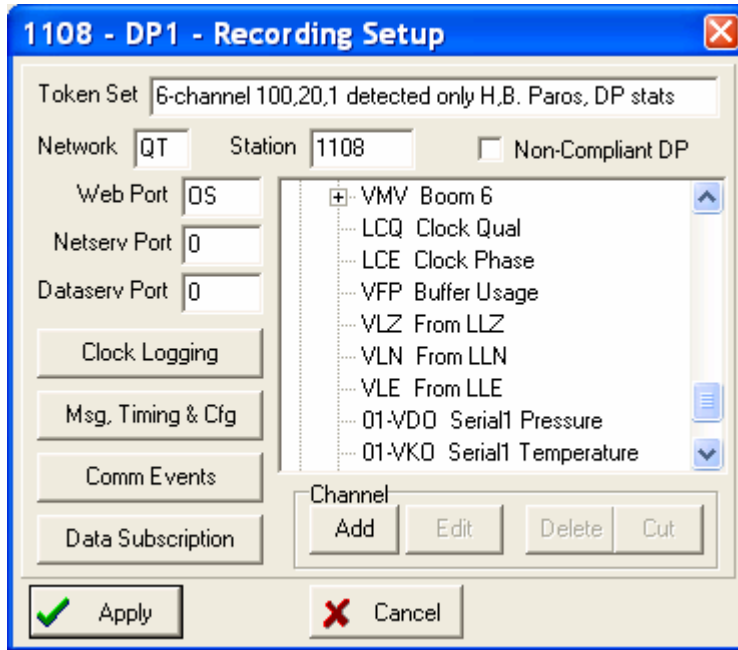 1108 - DP1 - Recording Setup
Token Set 6-channel 100,20,1 detected only H,B. Paros, DP stats
Network QT Station 1108 Non-Compliant DP
Web Port OS
Netserv Port 0
Dataserv Port 0
Clock Logging
Msg, Timing & Cfg
Comm Events
Data Subscription
VMV Boom 6
LCQ Clock Qual
LCE Clock Phase
VFP Buffer Usage
VLZ From LLZ
VLN From LLN
VLE From LLE
01-VDO Serial1 Pressure
01-VKO Serial1 Temperature
Channel
Add Edit Delete Cut
Apply Cancel